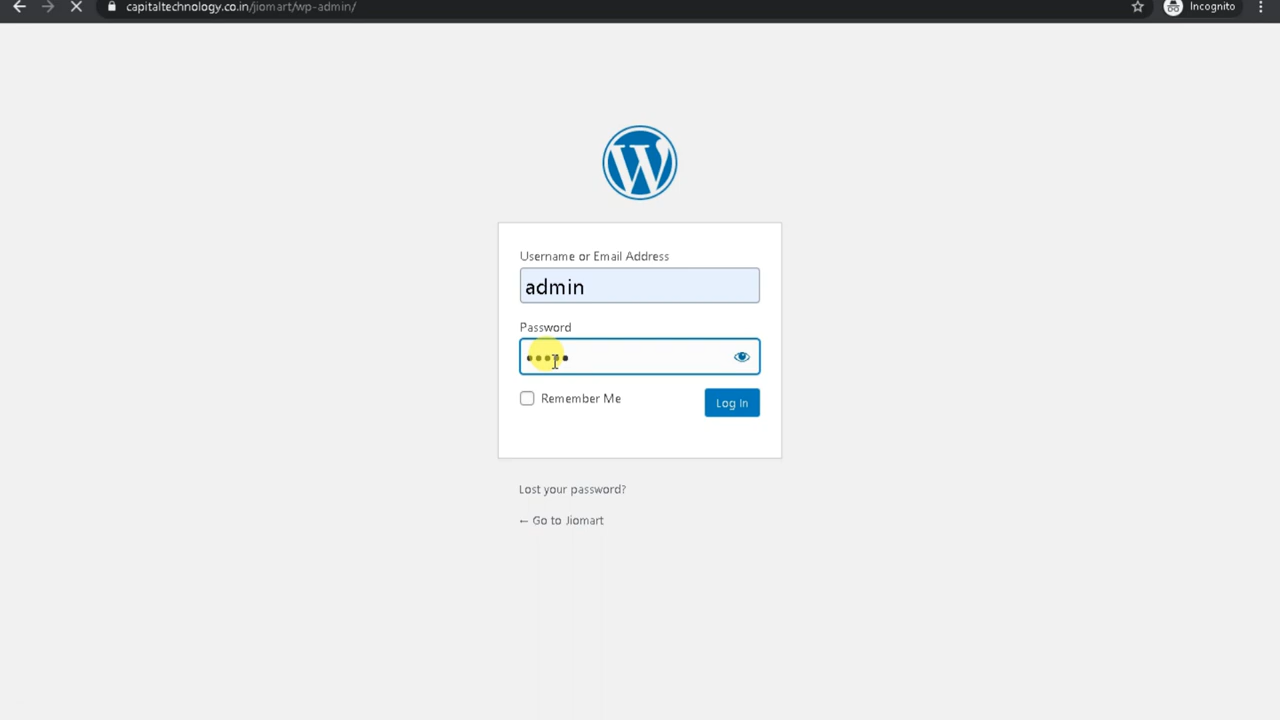 capitaltechnology.co.in/jiomart/wp-admin/
Incognito
Username or Email Address
admin
Password
•••••
Remember Me
Log In
Lost your password?
← Go to Jiomart